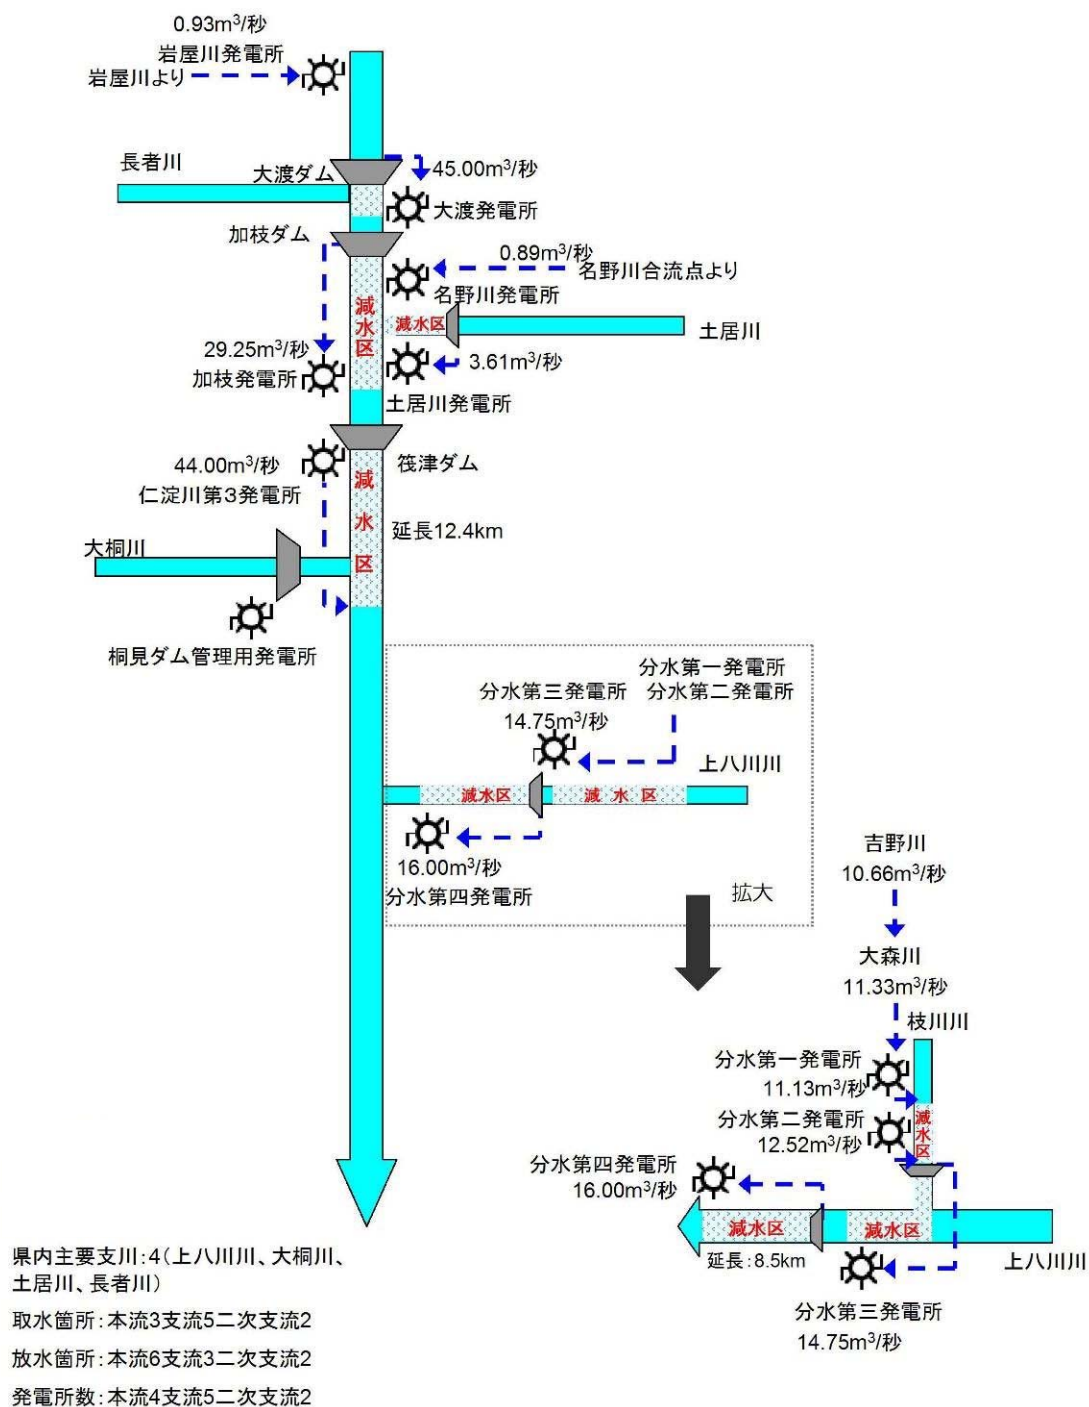 0.93m³/秒
岩屋川発電所
岩屋川より
長者川
大渡ダム
45.00m³/秒
大渡発電所
加枝ダム
0.89m³/秒
名野川合流点より
名野川発電所
減水区
減水区
土居川
29.25m³/秒
加枝発電所
3.61m³/秒
土居川発電所
44.00m³/秒
仁淀川第3発電所
筏津ダム
減水区
延長12.4km
大桐川
桐見ダム管理用発電所
分水第一発電所
分水第三発電所
分水第二発電所
14.75m³/秒
上八川川
減水区
減水区
16.00m³/秒
分水第四発電所
拡大
吉野川
10.66m³/秒
大森川
11.33m³/秒
枝川川
分水第一発電所
11.13m³/秒
分水第二発電所
12.52m³/秒
減水区
分水第四発電所
16.00m³/秒
減水区
減水区
延長:8.5km
上八川川
分水第三発電所
14.75m³/秒
県内主要支川:4(上八川川、大桐川、
土居川、長者川)
取水箇所:本流3支流5二次支流2
放水箇所:本流6支流3二次支流2
発電所数:本流4支流5二次支流2